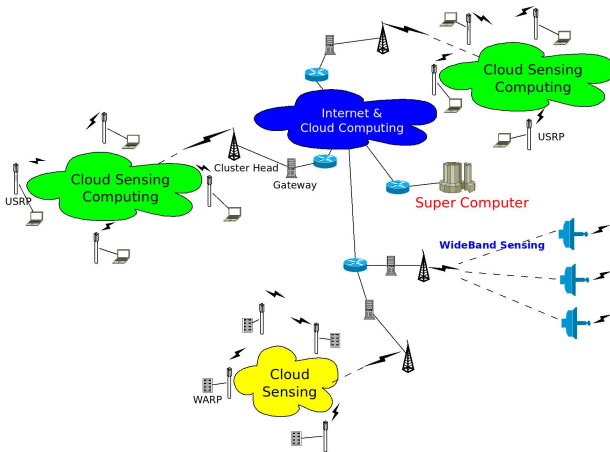 Cloud Sensing
Computing
USRP
Internet &
Cloud Computing
Cluster Head
Gateway
Cloud Sensing
Computing
USRP
Super Computer
WideBand Sensing
Cloud
Sensing
WARP